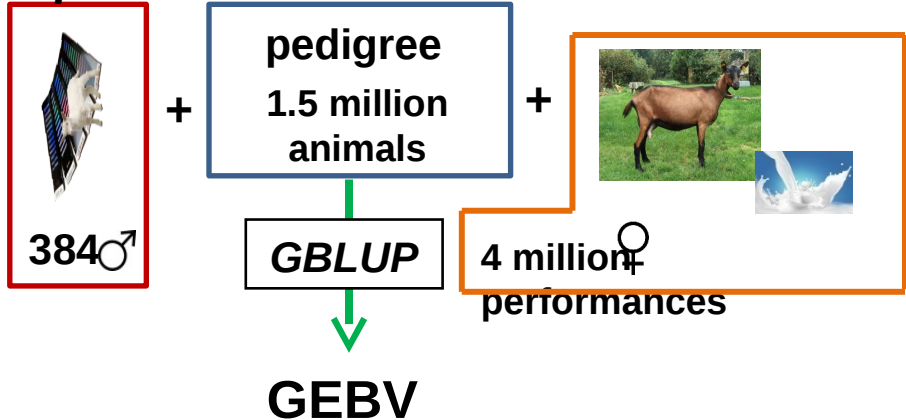 pedigree
1.5 million
animals
+
+
384♂
GBLUP
4 million♀
performances
GEBV